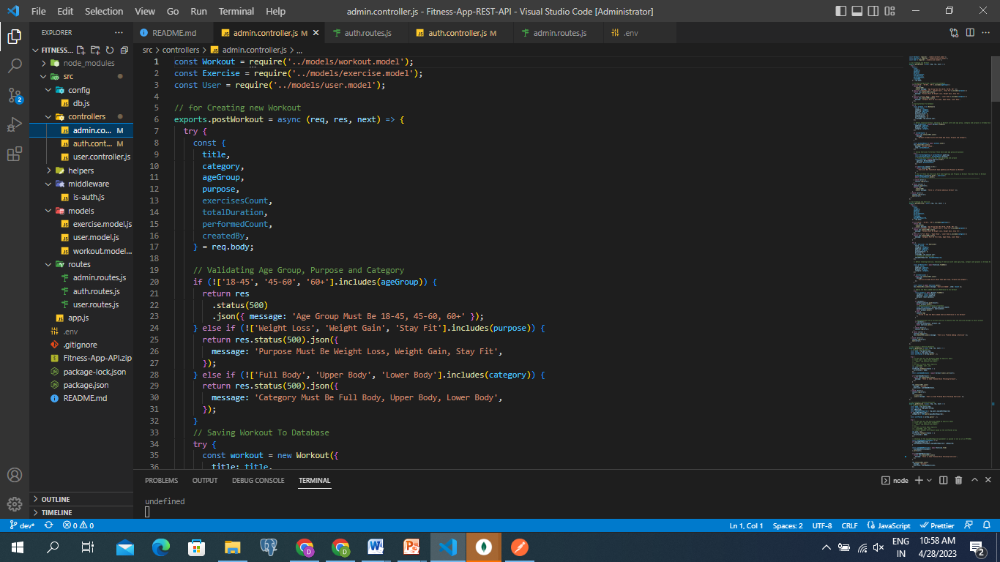 File Edit Selection View Go Run Terminal Help
admin.controller.js - Fitness-App-REST-API - Visual Studio Code [Administrator]
EXPLORER
FITNESS...
node_modules
src
config
db.js
controllers
admin.co... M
auth.cont... M
user.controller.js
helpers
middleware
is-auth.js
models
exercise.model.js
user.model.js
workout.model...
routes
admin.routes.js
auth.routes.js
user.routes.js
app.js
.env
.gitignore
Fitness-App-API.zip
package-lock.json
package.json
README.md
OUTLINE
TIMELINE
2
README.md
admin.controller.js M
auth.routes.js
auth.controller.js M
admin.routes.js
.env
src > controllers > admin.controller.js > ...
1 const Workout = require('../models/workout.model');
2 const Exercise = require('../models/exercise.model');
3 const User = require('../models/user.model');
4
5 // for Creating new Workout
6 exports.postWorkout = async (req, res, next) => {
7 try {
8 const {
9 title,
10 category,
11 ageGroup,
12 purpose,
13 exercisesCount,
14 totalDuration,
15 performedCount,
16 createdBy,
17 } = req.body;
18
19 // Validating Age Group, Purpose and Category
20 if (!['18-45', '45-60', '60+'].includes(ageGroup)) {
21 return res
22 .status(500)
23 .json({ message: 'Age Group Must Be 18-45, 45-60, 60+' });
24 } else if (!['Weight Loss', 'Weight Gain', 'Stay Fit'].includes(purpose)) {
25 return res.status(500).json({
26 message: 'Purpose Must Be Weight Loss, Weight Gain, Stay Fit',
27 });
28 } else if (!['Full Body', 'Upper Body', 'Lower Body'].includes(category)) {
29 return res.status(500).json({
30 message: 'Category Must Be Full Body, Upper Body, Lower Body',
31 });
32 }
33 // Saving Workout To Database
34 try {
35 const workout = new Workout({
36 title: title,
PROBLEMS OUTPUT DEBUG CONSOLE TERMINAL
node
undefined
dev* 0 0
Ln 1, Col 1 Spaces: 2 UTF-8 CRLF JavaScript Prettier
ENG
IN
10:58 AM
4/28/2023
2